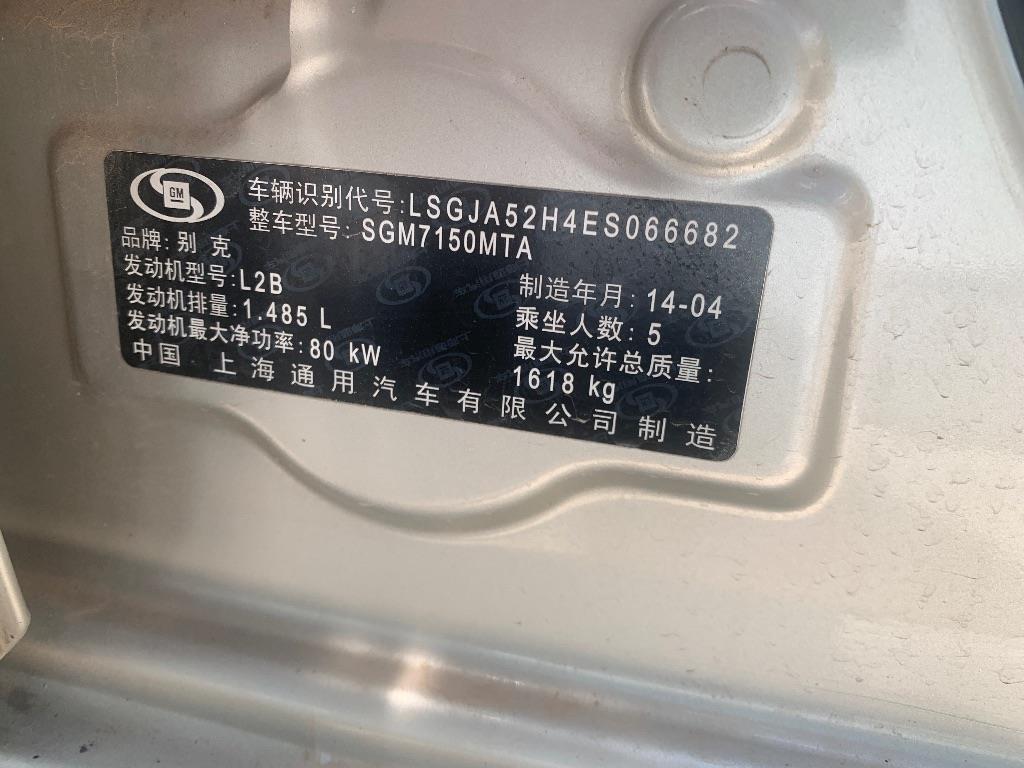 GM
车辆识别代号:LSGJA52H4ES066682
整车型号: SGM7150MTA
品牌: 别克
发动机型号: L2B
制造年月: 14-04
发动机排量: 1.485 L
乘坐人数: 5
发动机最大净功率: 80 kW
最大允许总质量:
1618 kg
中国·上海通用汽车有限公司制造